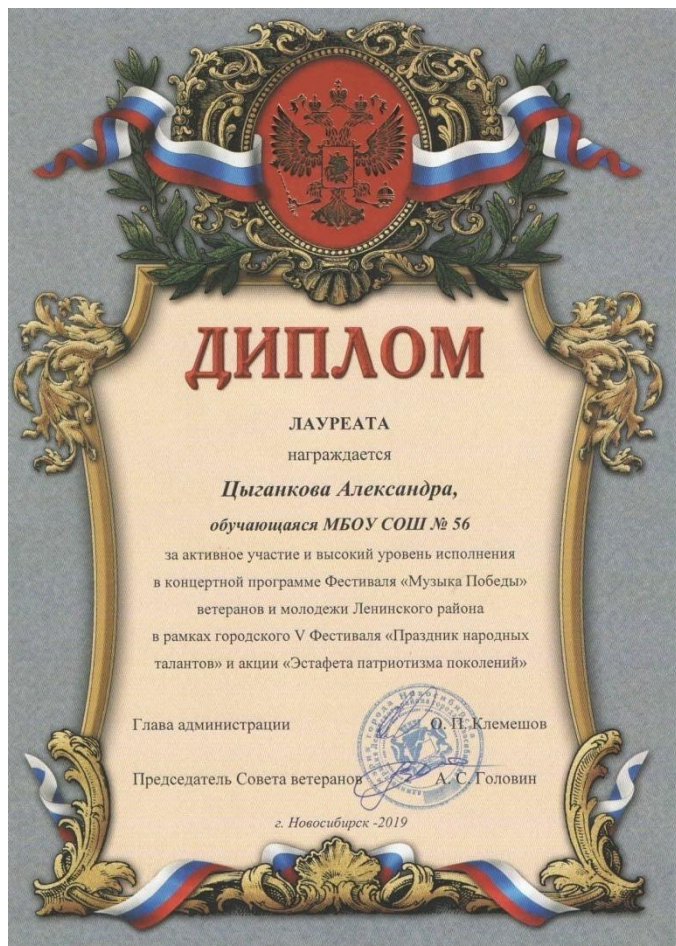 ДИПЛОМ
ЛАУРЕАТА
награждается
Цыганкова Александра,
обучающаяся МБОУ СОШ № 56
за активное участие и высокий уровень исполнения
в концертной программе Фестиваля «Музыка Победы»
ветеранов и молодежи Ленинского района
в рамках городского V Фестиваля «Праздник народных
талантов» и акции «Эстафета патриотизма поколений»
Глава администрации О. П. Клемешов
Председатель Совета ветеранов А. С. Головин
г. Новосибирск -2019
города Новосибирска